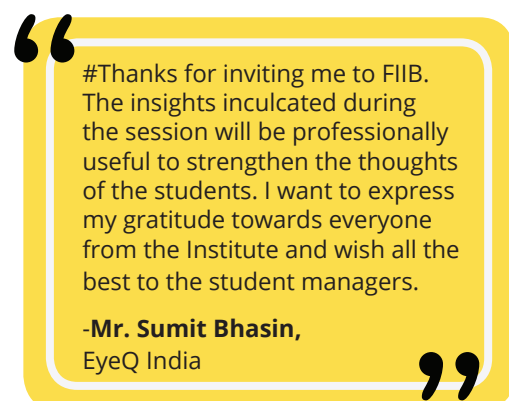 #Thanks for inviting me to FIIB.
The insights inculcated during
the session will be professionally
useful to strengthen the thoughts
of the students. I want to express
my gratitude towards everyone
from the Institute and wish all the
best to the student managers.
-Mr. Sumit Bhasin,
EyeQ India